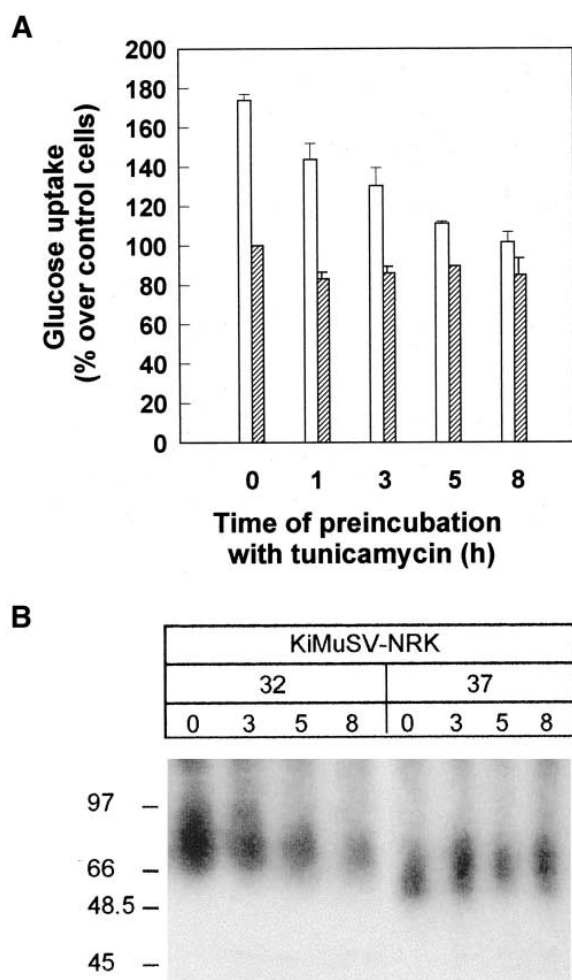 A
Glucose uptake
(% over control cells)
200
180
160
140
120
100
80
60
40
20
0
0 1 3 5 8
Time of preincubation
with tunicamycin (h)
B
KiMuSV-NRK
32 37
0 3 5 8 0 3 5 8
97
66
48.5
45